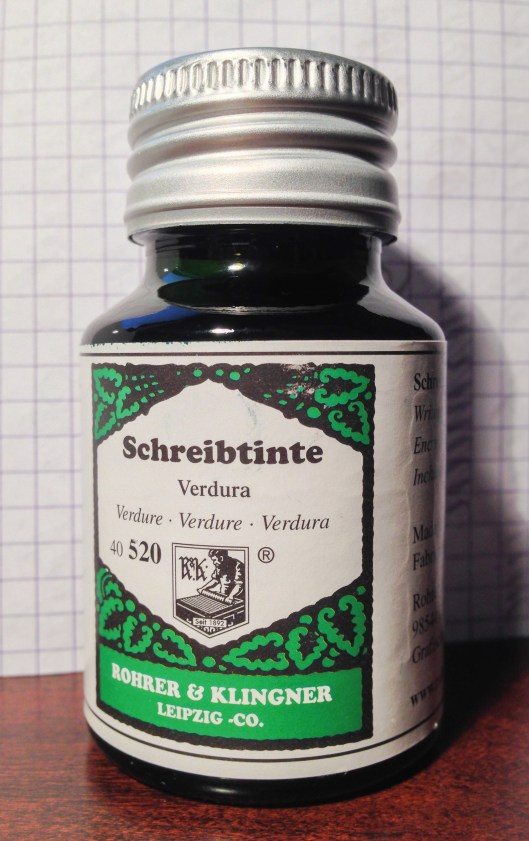 Schreibtinte
Verdura
Verdure · Verdure · Verdura
40 520
R&K
®
Seit 1892
ROHRER & KLINGNER
LEIPZIG -CO.